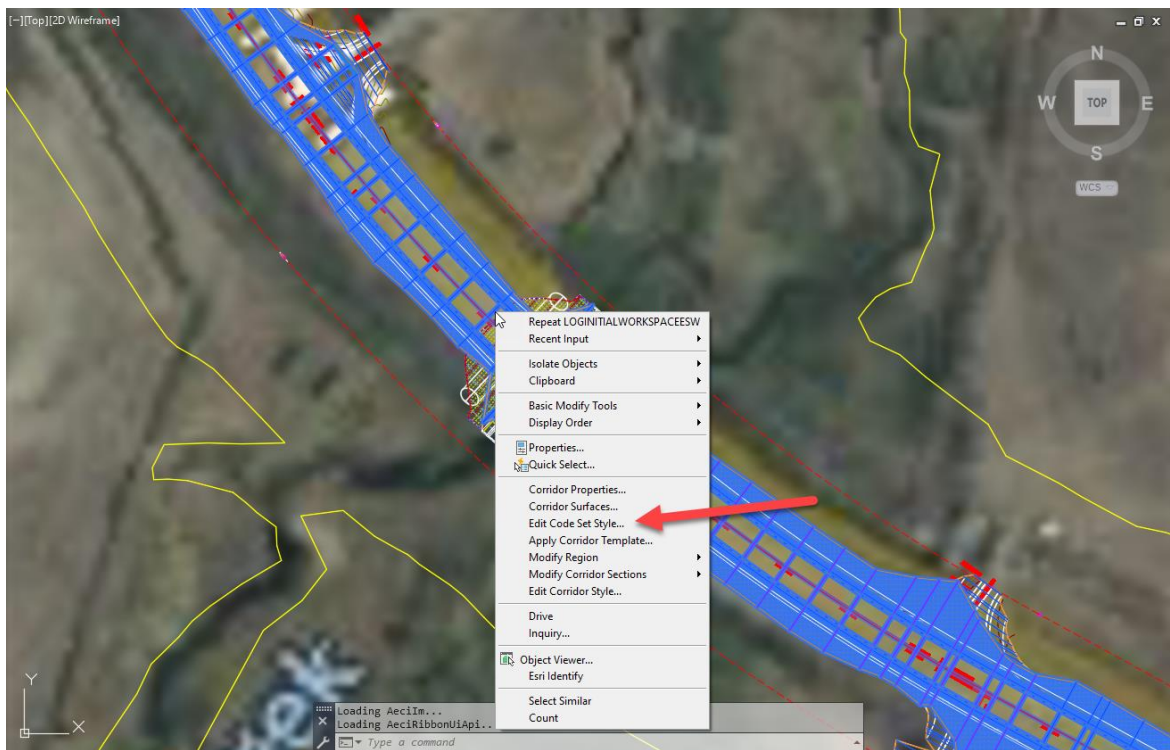 [−][Top][2D Wireframe]
N
W
TOP
E
S
WCS
Repeat LOGINITIALWORKSPACEESW
Recent Input
Isolate Objects
Clipboard
Basic Modify Tools
Display Order
Properties...
Quick Select...
Corridor Properties...
Corridor Surfaces...
Edit Code Set Style...
Apply Corridor Template...
Modify Region
Modify Corridor Sections
Edit Corridor Style...
Drive
Inquiry...
Object Viewer...
Esri Identify
Select Similar
Count
Y
X
Loading AeciIm...
Loading AeciRibbonUiApi..
Type a command